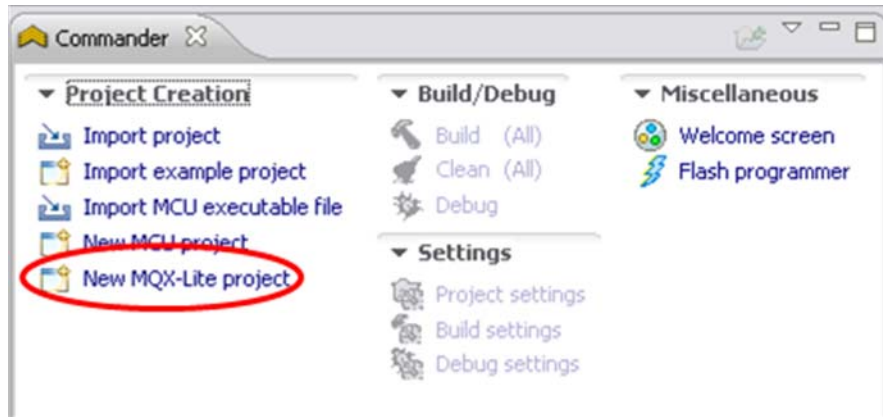 Commander
Project Creation
Import project
Import example project
Import MCU executable file
New MCU project
New MQX-Lite project
Build/Debug
Build (All)
Clean (All)
Debug
Settings
Project settings
Build settings
Debug settings
Miscellaneous
Welcome screen
Flash programmer